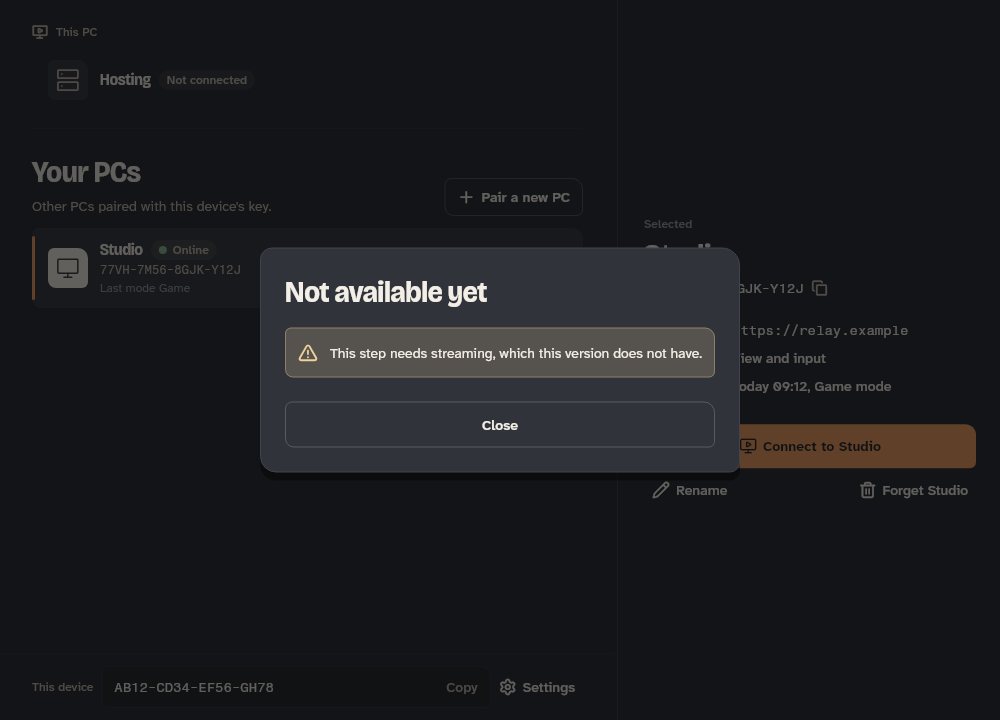 This PC
Hosting
Not connected
Your PCs
Other PCs paired with this device's key.
Pair a new PC
Studio
Online
77VH-7M56-8GJK-Y12J
Last mode Game
Selected
GJK-Y12J
ttps://relay.example
iew and input
oday 09:12, Game mode
Connect to Studio
Rename
Forget Studio
Not available yet
This step needs streaming, which this version does not have.
Close
This device
AB12-CD34-EF56-GH78
Copy
Settings